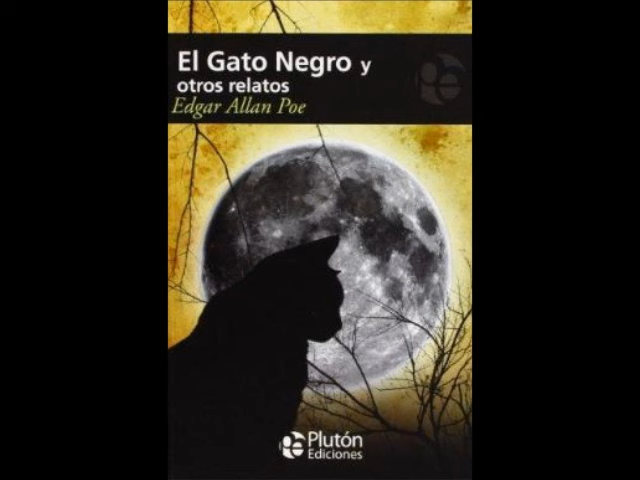 El Gato Negro y
otros relatos
Edgar Allan Poe
Plutón
Ediciones